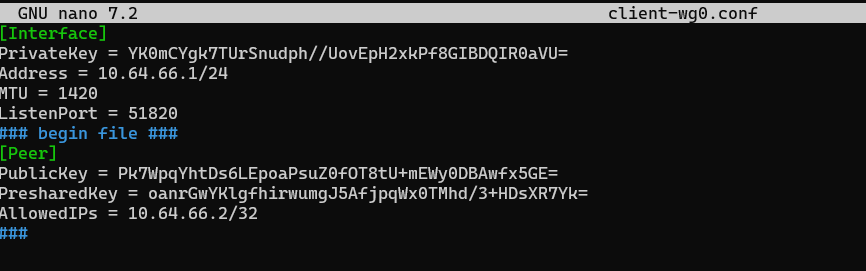 GNU nano 7.2 client-wg0.conf
[Interface]
PrivateKey = YK0mCYgk7TUrSnudph//UovEpH2xkPf8GIBDQIR0aVU=
Address = 10.64.66.1/24
MTU = 1420
ListenPort = 51820
### begin file ###
[Peer]
PublicKey = Pk7WpqYhtDs6LEpoaPsuZ0fOT8tU+mEWy0DBAwfx5GE=
PresharedKey = oanrGwYKlgfhirwumgJ5AfjpqWx0TMhd/3+HDsXR7Yk=
AllowedIPs = 10.64.66.2/32
###